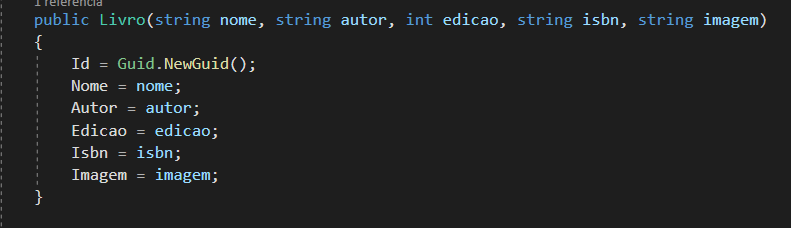 1 referência
public Livro(string nome, string autor, int edicao, string isbn, string imagem)
{
Id = Guid.NewGuid();
Nome = nome;
Autor = autor;
Edicao = edicao;
Isbn = isbn;
Imagem = imagem;
}